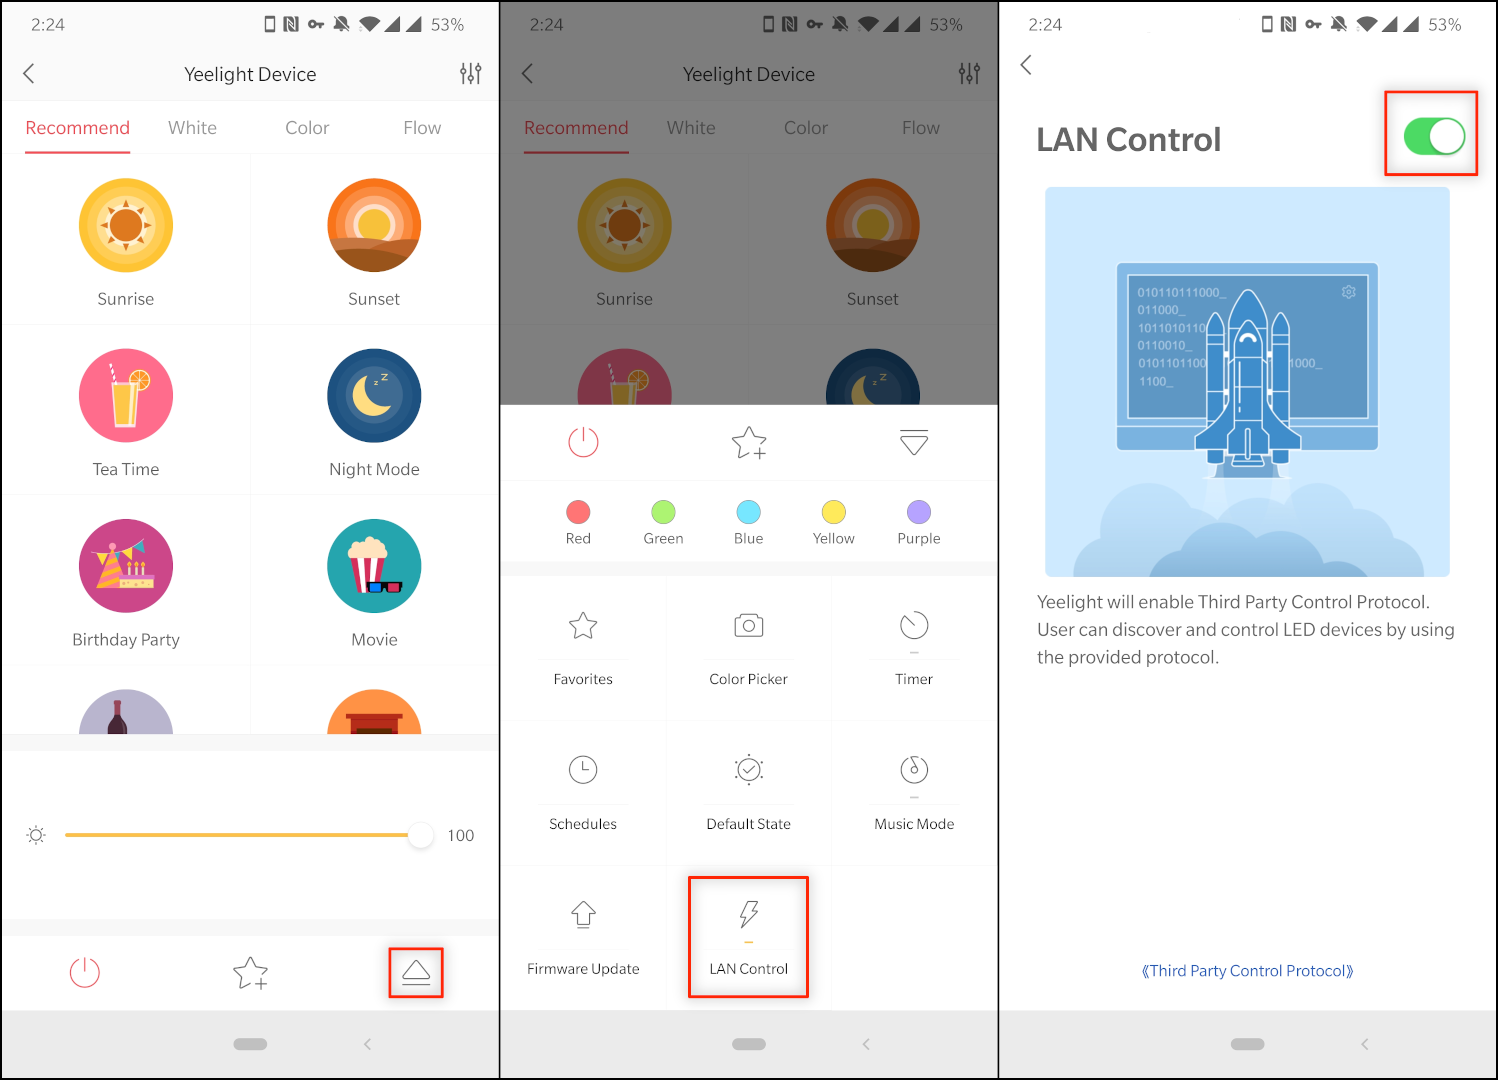 2:24
53%
Yeelight Device
Recommend White Color Flow
Sunrise Sunset
Tea Time Night Mode
Birthday Party Movie
100
2:24
53%
Yeelight Device
Recommend White Color Flow
Sunrise Sunset
Red Green Blue Yellow Purple
Favorites Color Picker Timer
Schedules Default State Music Mode
Firmware Update LAN Control
2:24
53%
LAN Control
010110111000_
011000_
1011010110
0110010_
0101101100 1000_
1100_
Yeelight will enable Third Party Control Protocol.
User can discover and control LED devices by using
the provided protocol.
《Third Party Control Protocol》